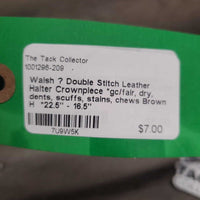 The Tack Collector
1001296-209
Walsh ? Double Stitch Leather
Halter Crownpiece *gc/fair, dry,
dents, scuffs, stains, chews Brown
H "22.5" - 16.5"
7U9W5K
$7.00